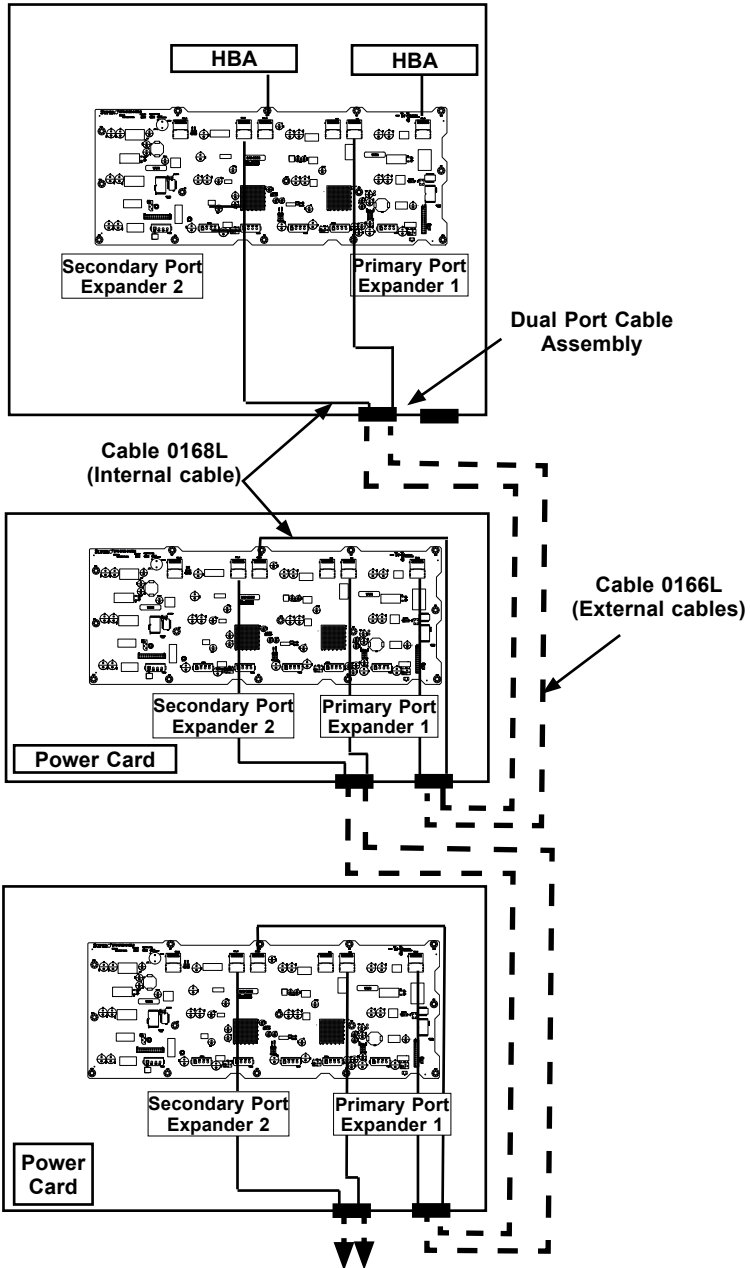 HBA
HBA
Secondary Port
Expander 2
Primary Port
Expander 1
Dual Port Cable
Assembly
Cable 0168L
(Internal cable)
Cable 0166L
(External cables)
Secondary Port
Expander 2
Primary Port
Expander 1
Power Card
Secondary Port
Expander 2
Primary Port
Expander 1
Power
Card